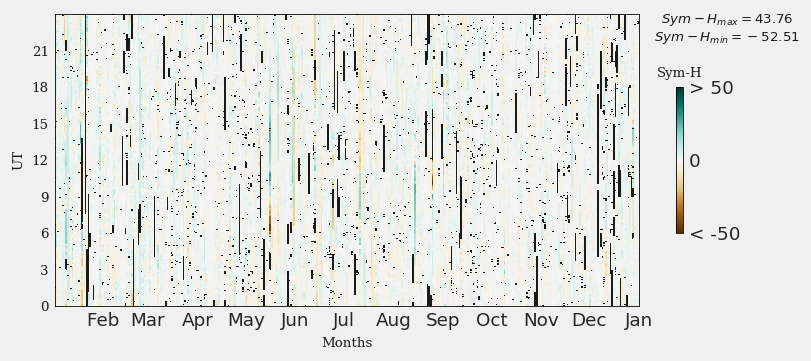 Sym − H_max = 43.76
Sym − H_min = −52.51
Sym-H
> 50
0
< -50
UT
21
18
15
12
9
6
3
0
Feb Mar Apr May Jun Jul Aug Sep Oct Nov Dec Jan
Months